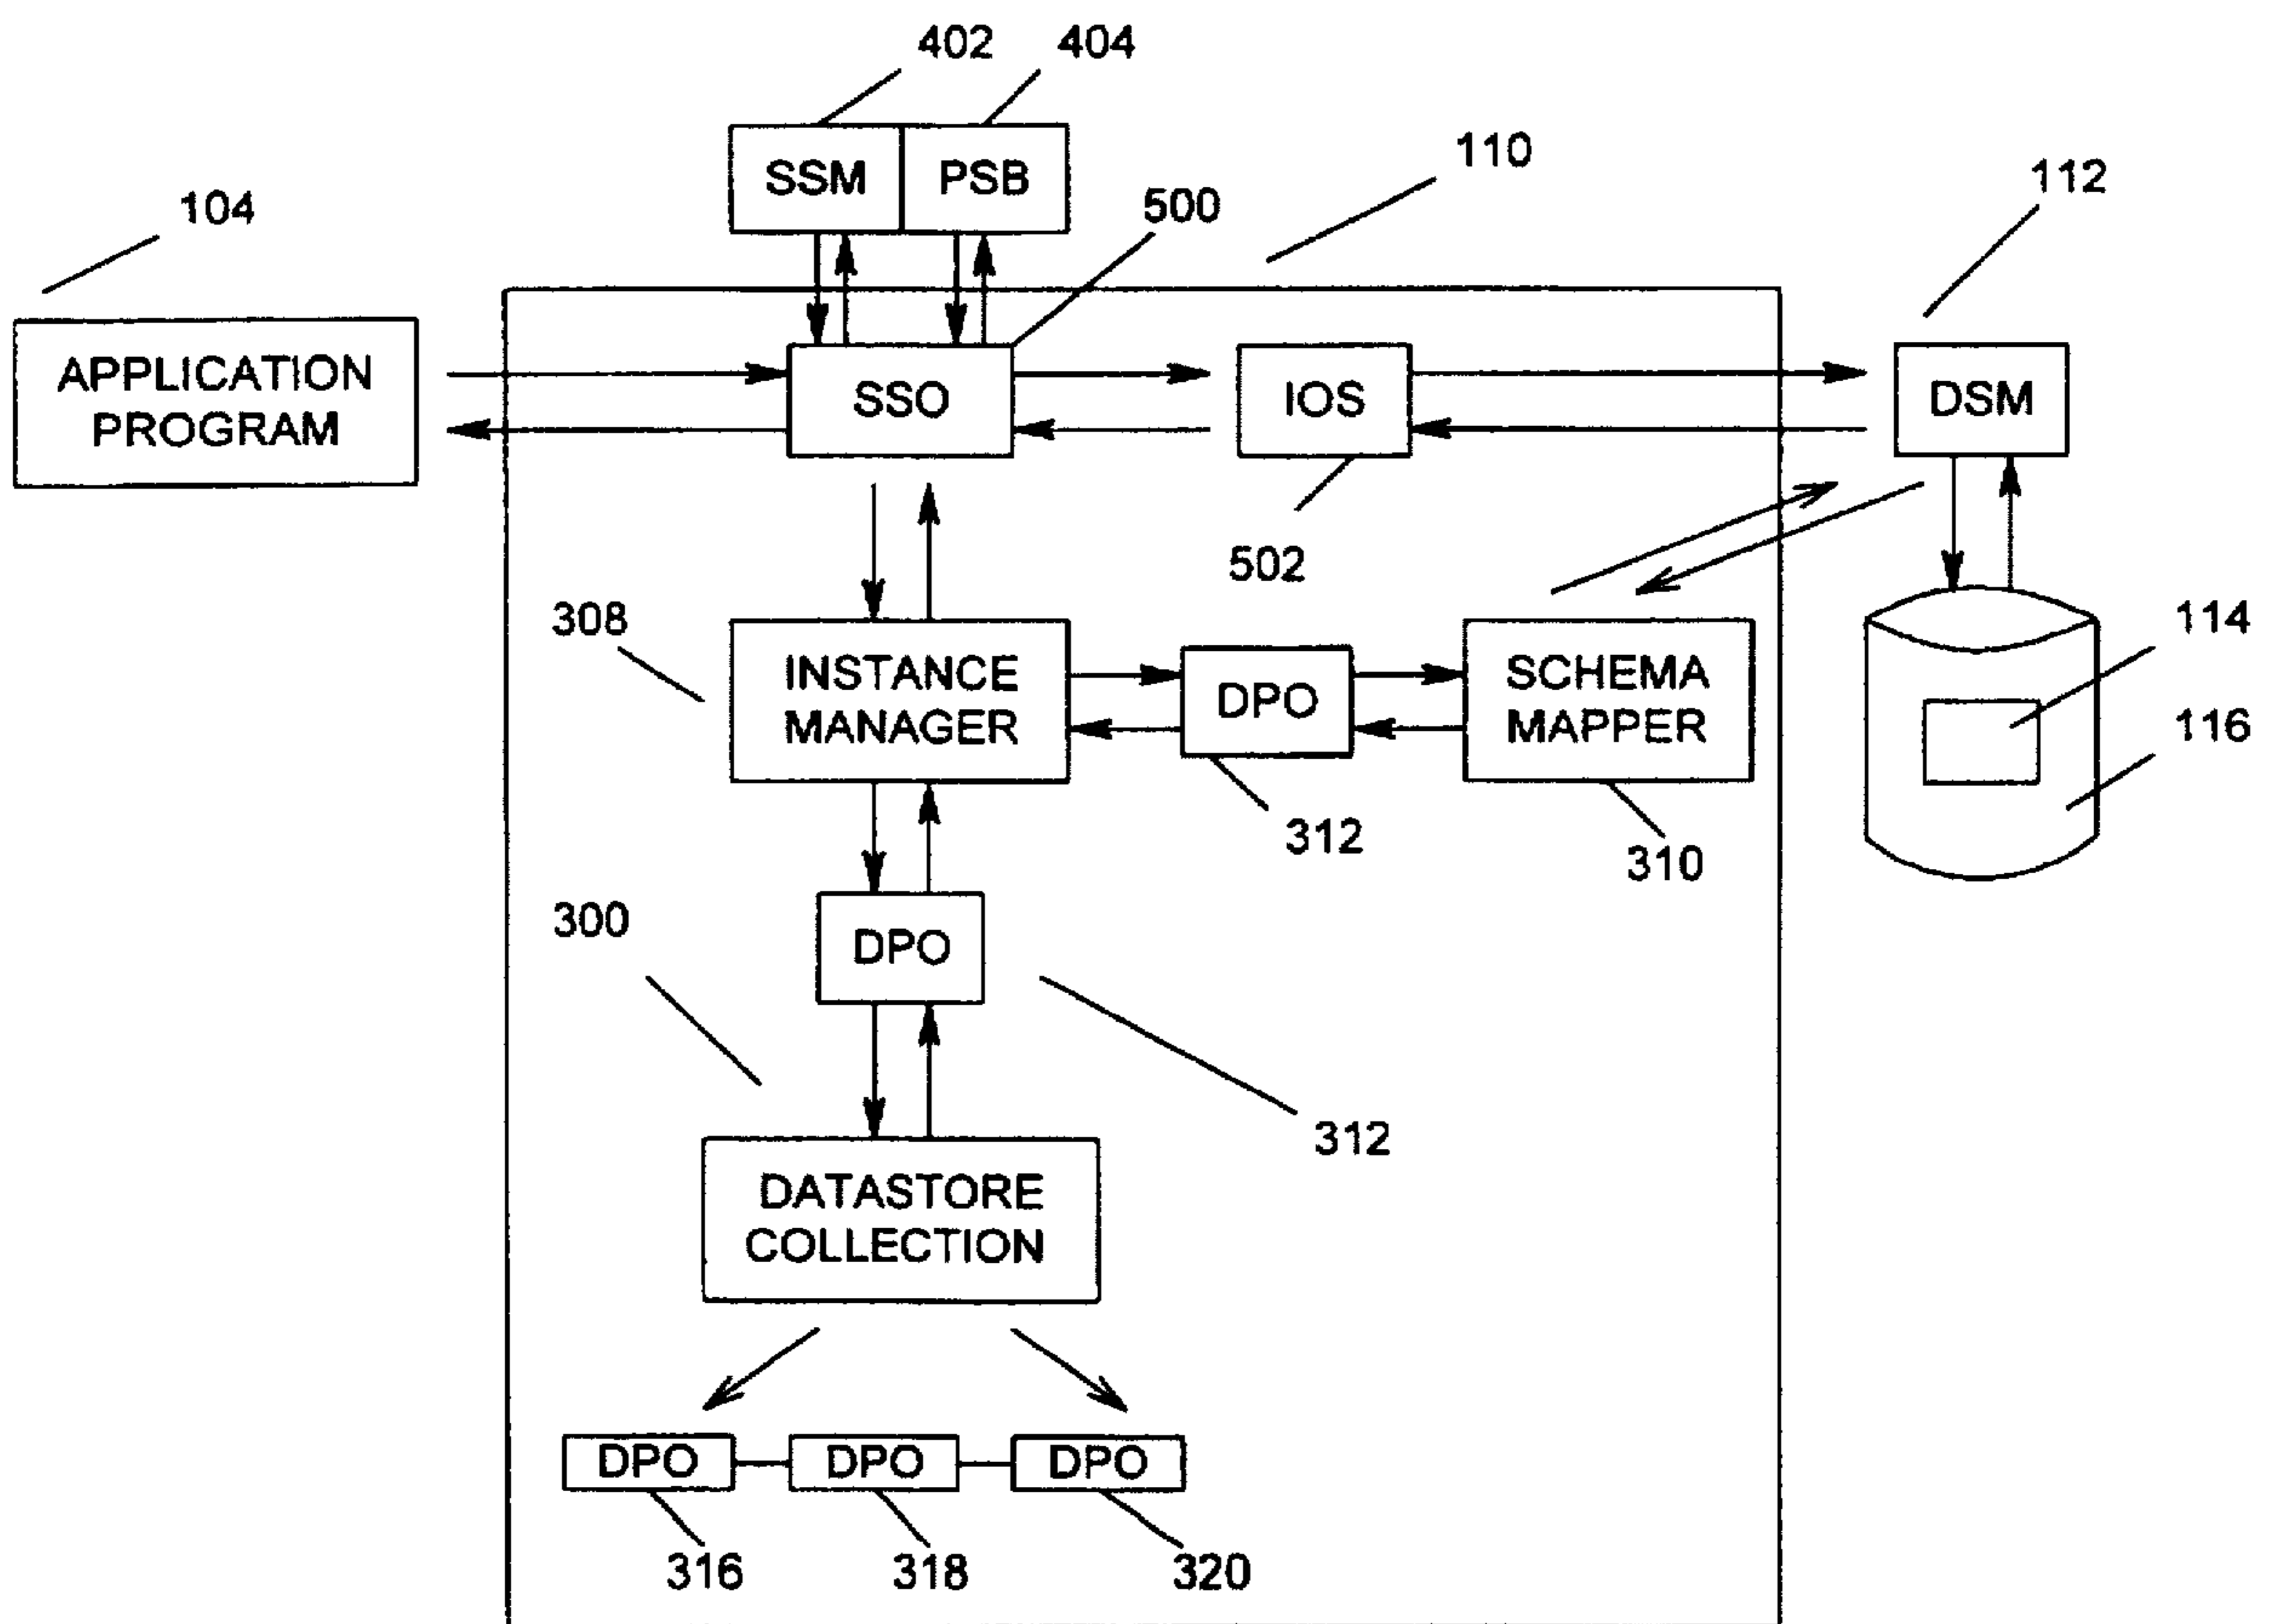 402
404
SSM
PSB
110
112
104
500
APPLICATION
PROGRAM
SSO
IOS
DSM
502
308
INSTANCE
MANAGER
DPO
SCHEMA
MAPPER
114
116
312
310
300
DPO
312
DATASTORE
COLLECTION
DPO
DPO
DPO
316
318
320